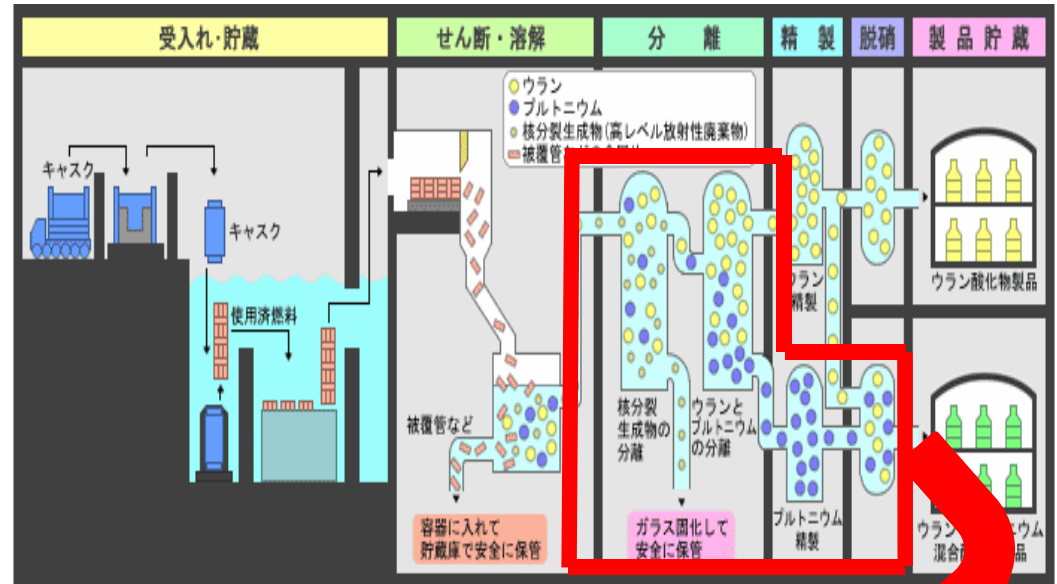 受入れ・貯蔵
せん断・溶解
分 離
精 製
脱硝
製品貯蔵
ウラン
プルトニウム
核分裂生成物(高レベル放射性廃棄物)
被覆管な
キャスク
キャスク
使用済燃料
被覆管など
容器に入れて
貯蔵庫で安全に保管
核分裂
生成物の
分離
ウランと
プルトニウム
の分離
ガラス固化して
安全に保管
ウラン
精製
プルトニウム
精製
ウラン酸化物製品
ウラン
ウム
混合
品